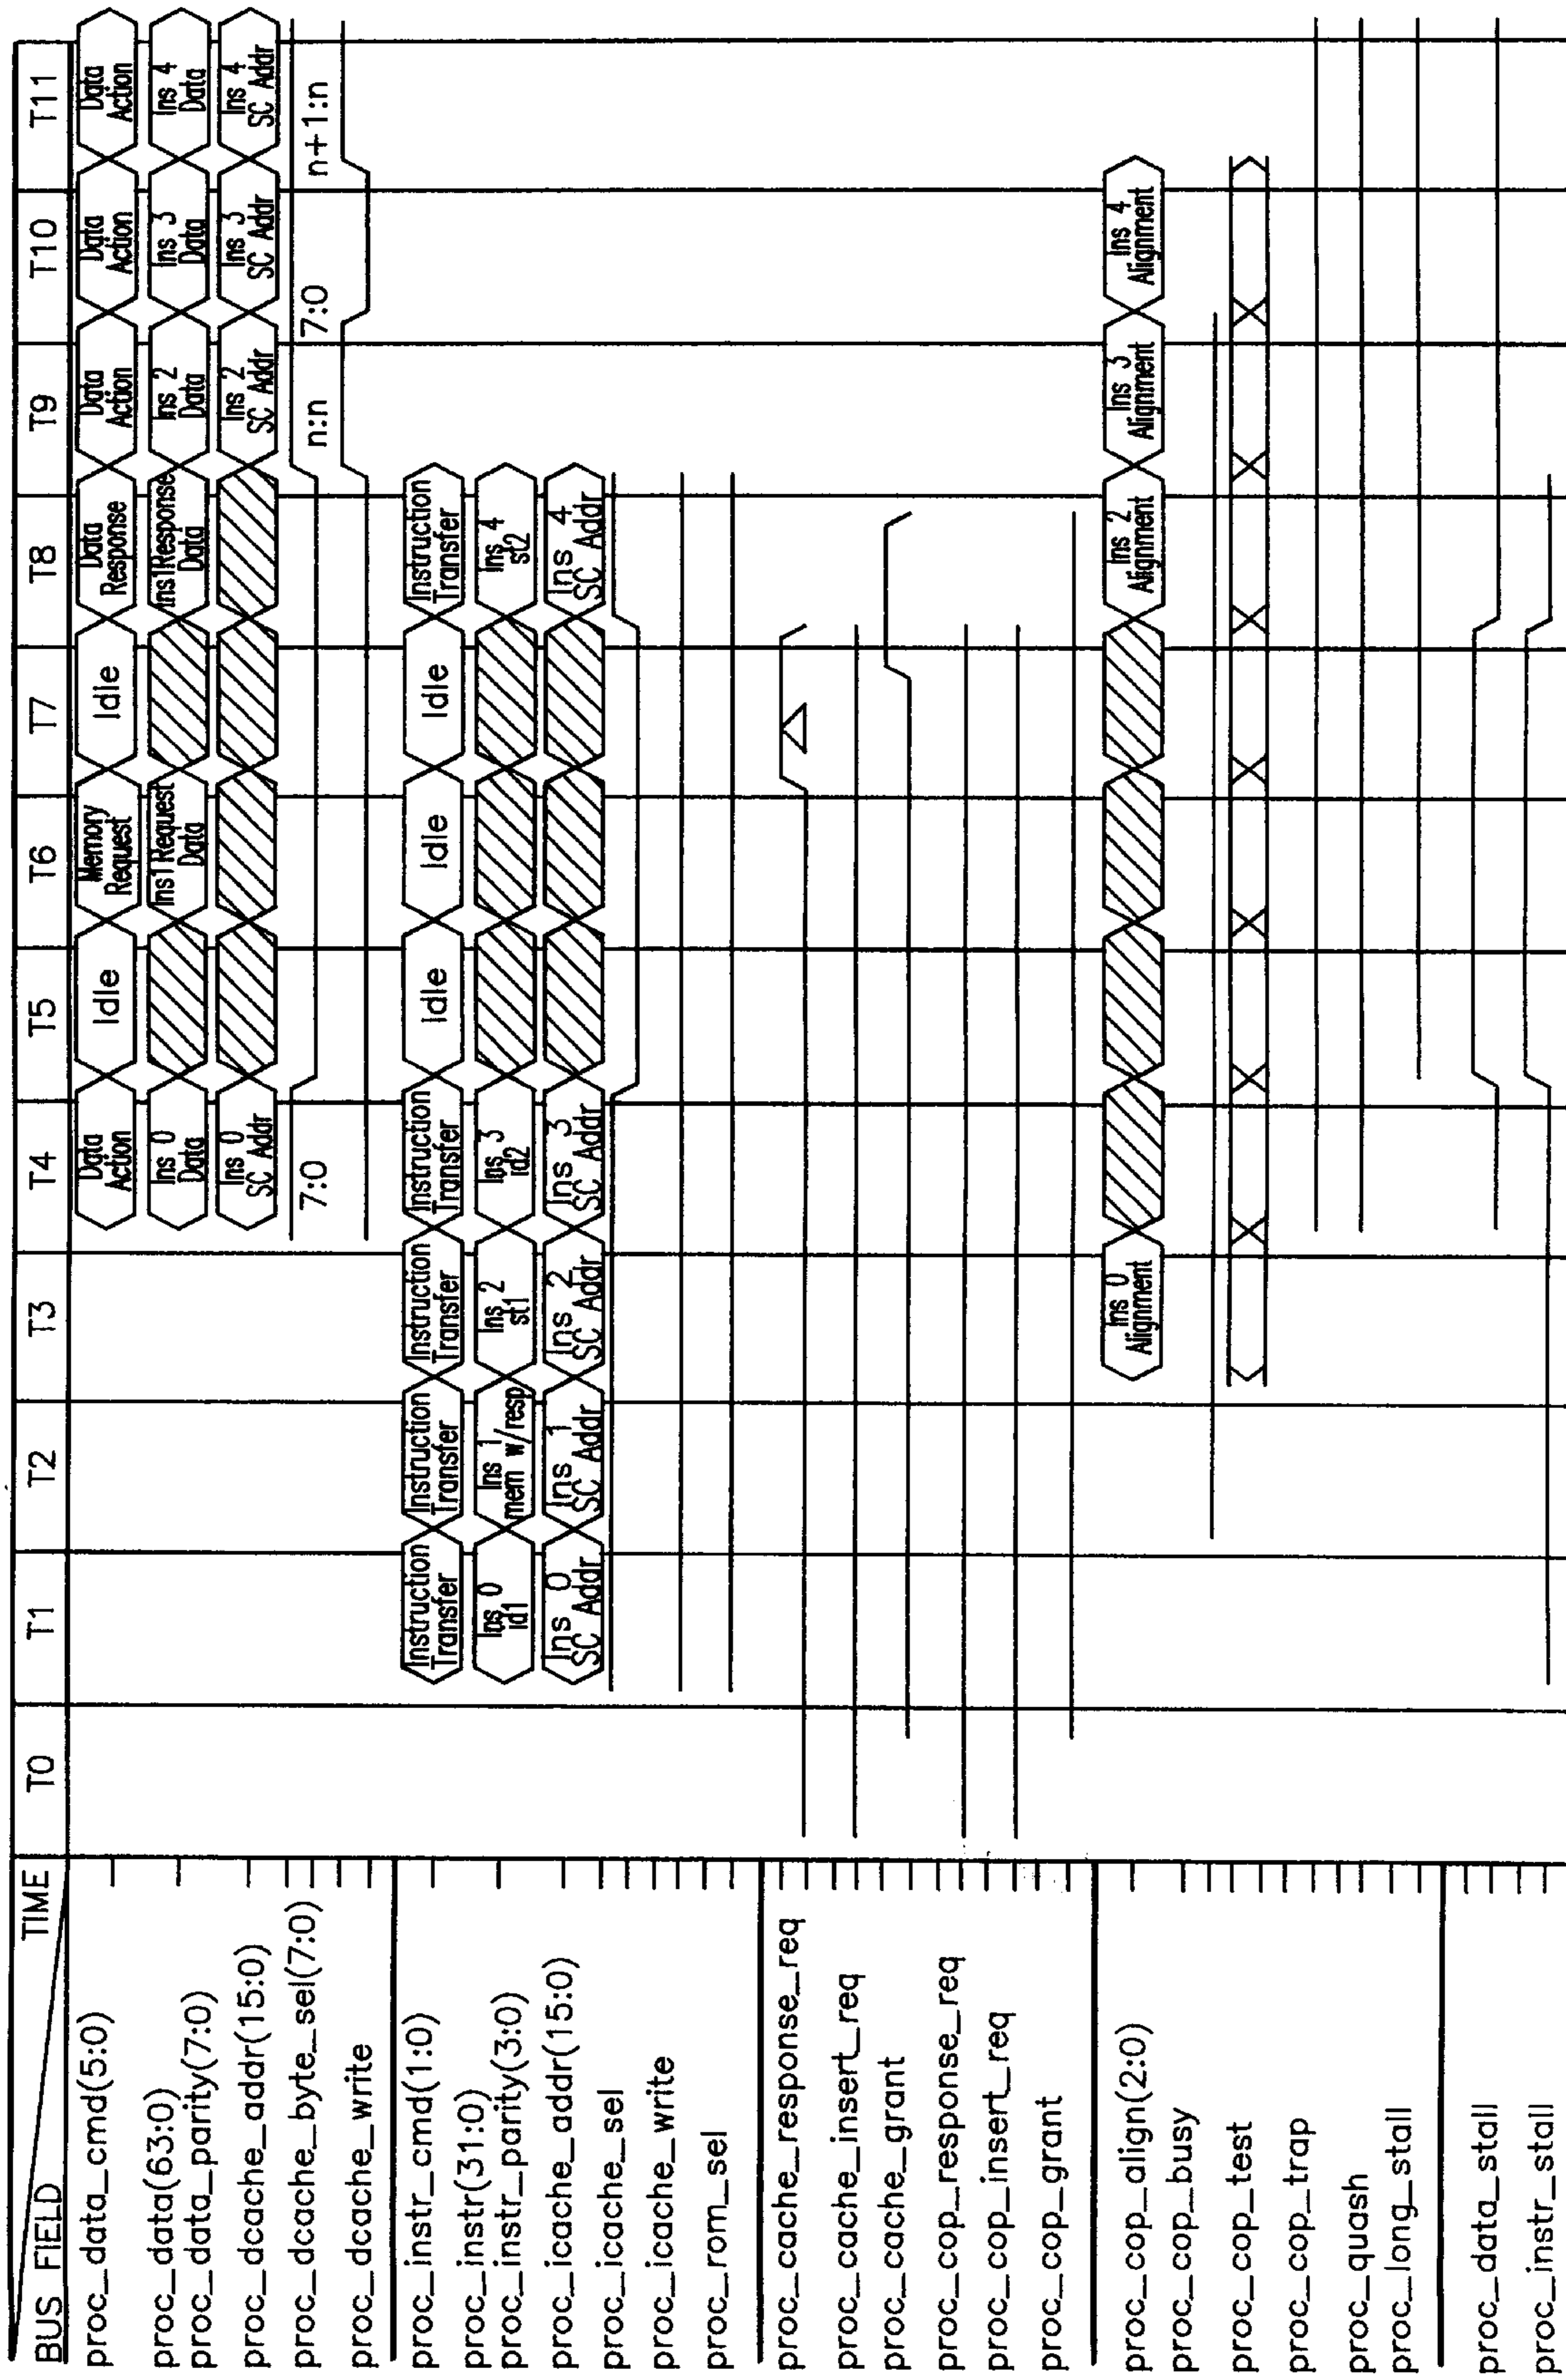 BUS FIELD TIME T0 T1 T2 T3 T4 T5 T6 T7 T8 T9 T10 T11
proc_data_cmd(5:0) Data Action Idle Memory Request Idle Data Response Data Action Data Action Data Action
proc_data(63:0)
proc_data_parity(7:0) Ins 0 Data Ins1Request Data Ins1Response Data Ins 2 Data Ins 3 Data Ins 4 Data
proc_dcache_addr(15:0) Ins 0 SC Addr Ins 2 SC Addr Ins 3 SC Addr Ins 4 SC Addr
proc_dcache_byte_sel(7:0) 7:0 n:n 7:0 n+1:n
proc_dcache_write
proc_instr_cmd(1:0) Instruction Transfer Instruction Transfer Instruction Transfer Instruction Transfer Idle Idle Idle Instruction Transfer
proc_instr(31:0)
proc_instr_parity(3:0) Ins 0 id1 Ins 1 mem w/resp Ins 2 st1 Ins 3 id2 Ins 4 st2
proc_icache_addr(15:0) Ins 0 SC Addr Ins 1 SC Addr Ins 2 SC Addr Ins 3 SC Addr Ins 4 SC Addr
proc_icache_sel
proc_icache_write
proc_rom_sel
proc_cache_response_req
proc_cache_insert_req
proc_cache_grant
proc_cop_response_req
proc_cop_insert_req
proc_cop_grant
proc_cop_align(2:0) Ins 0 Alignment Ins 2 Alignment Ins 3 Alignment Ins 4 Alignment
proc_cop_busy
proc_cop_test
proc_cop_trap
proc_quash
proc_long_stall
proc_data_stall
proc_instr_stall